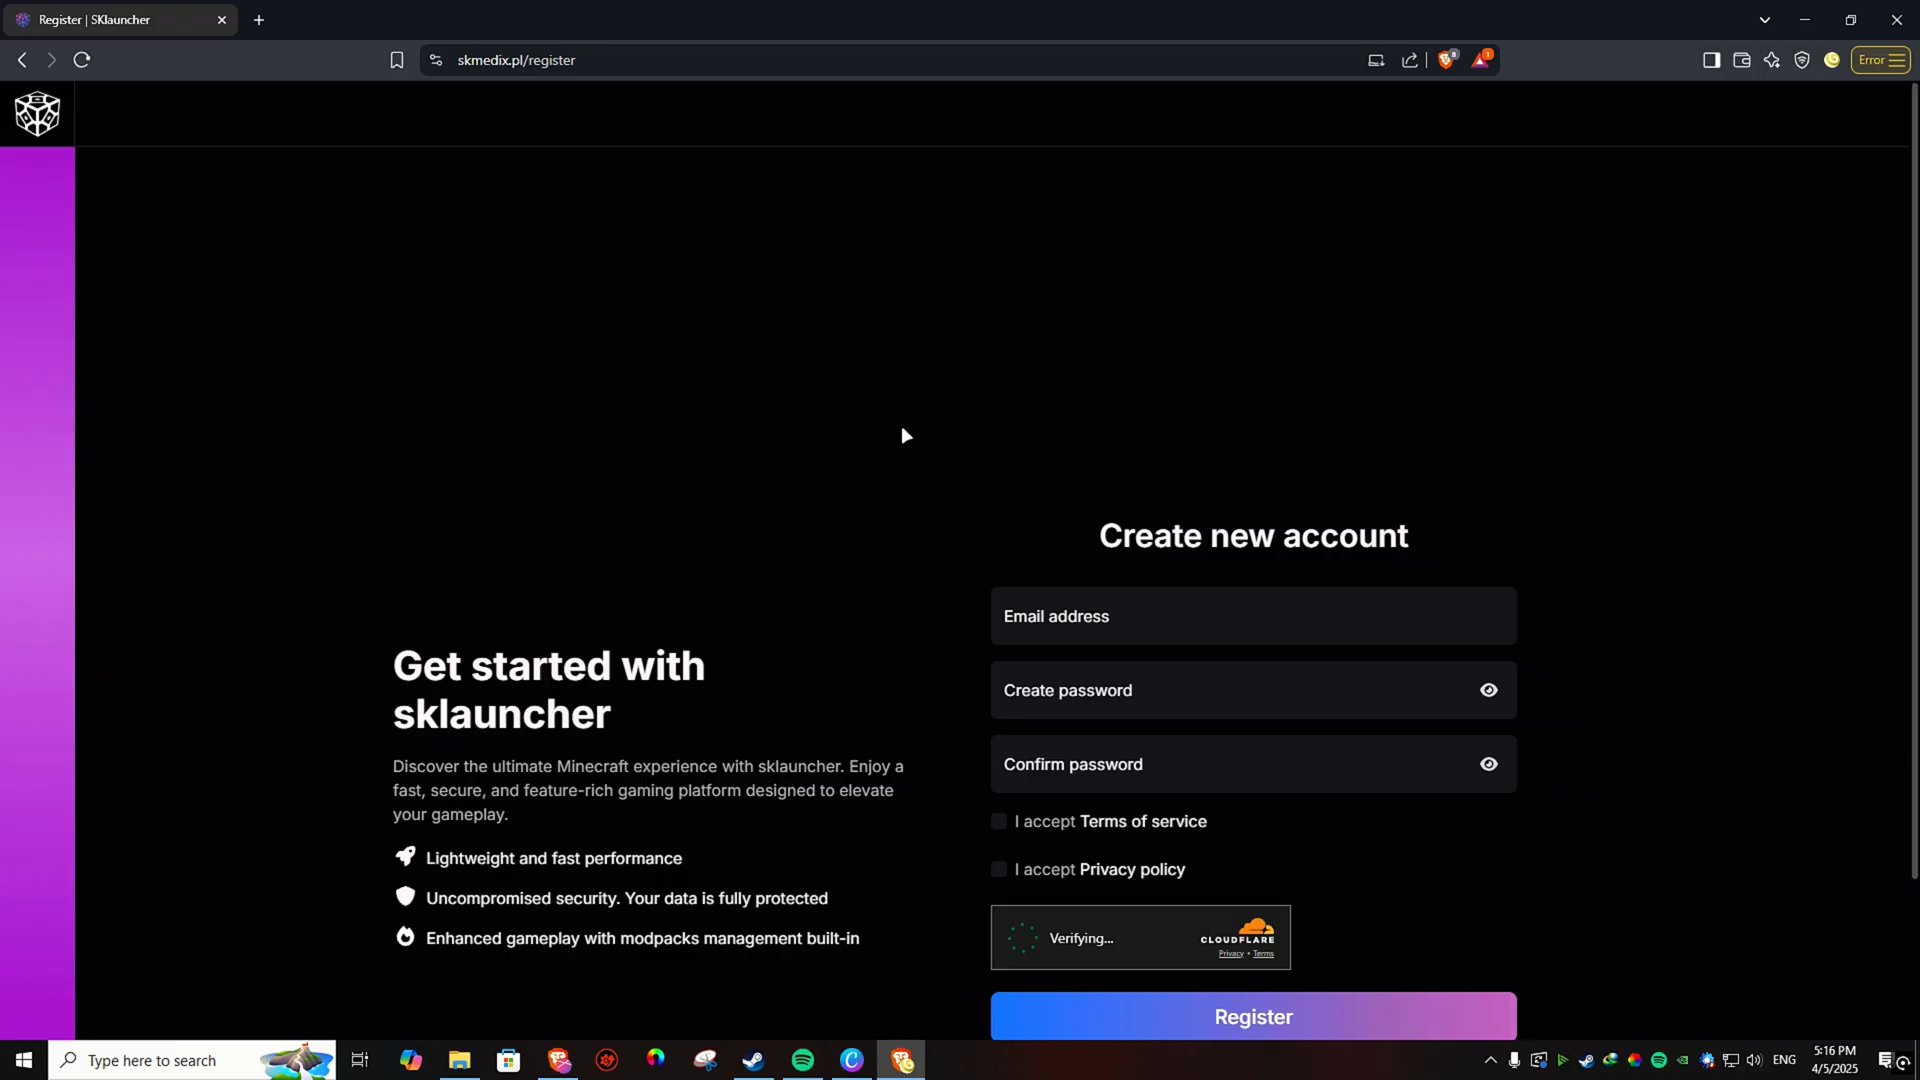 Register | SKlauncher
skmedix.pl/register
8
1
Error
Create new account
Email address
Get started with
sklauncher
Create password
Discover the ultimate Minecraft experience with sklauncher. Enjoy a
fast, secure, and feature-rich gaming platform designed to elevate
your gameplay.
Confirm password
I accept Terms of service
Lightweight and fast performance
I accept Privacy policy
Uncompromised security. Your data is fully protected
Enhanced gameplay with modpacks management built-in
Verifying...
CLOUDFLARE
Privacy • Terms
Register
Type here to search
ENG
5:16 PM
4/5/2025